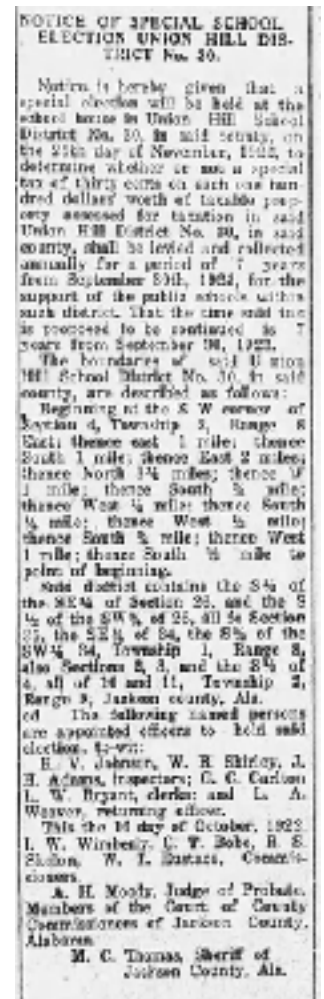 NOTICE OF SPECIAL SCHOOL
ELECTION UNION HILL DIS-
TRICT No. 30.
Notice is hereby given that a
special election will be held at the
school house in Union Hill School
District No. 30, in said county, on
the day of November, 1922, to
determine whether or not a special
tax of thirty cents on each one hun-
dred dollars' worth of taxable prop-
erty assessed for taxation in said
Union Hill District No. 30, in said
county, shall be levied and collected
annually for a period of 7 years
from September 30th, 1922, for the
support of the public schools within
such district. That the time said tax
is proposed to be continued is 7
years from September 30, 1922.
The boundaries of said Union
Hill School District No. 30, in said
county, are described as follows:
Beginning at the S W corner of
Section 4, Township 2, Range 8
East; thence east 1 mile; thence
South 1 mile; thence East 2 miles;
thence North miles; thence W
1 mile; thence South mile;
thence West ¼ mile; thence South
mile; thence West ½ mile;
thence South mile; thence West
1 mile; thence South ½ mile to
point of beginning.
Said district contains the S½ of
the SE¼ of Section 26, and the S
½ of the SW¼ of 25, all in Section
35, the SE¼ of 34, the S½ of the
SW¼ 34, Township 1, Range 8,
also Sections 2, 3, and the S½ of
4, all of 10 and 11, Township 2,
Range 8, Jackson county, Ala.
ed The following named persons
are appointed officers to hold said
election, to-wit:
E. V. Johnson, W. R. Shirley, J.
H. Adams, inspectors; C. C. Carlton
L. W. Bryant, clerks; and L. A.
Weaver, returning officer.
This the 16 day of October, 1922.
I. W. Wimberly, C. T. Bobo, R. S.
Skelton, W. T. Eustace, Commis-
sioners.
A. H. Moody, Judge of Probate.
Members of the Court of County
Commissioners of Jackson County,
Alabama.
M. C. Thomas, Sheriff of
Jackson County, Ala.